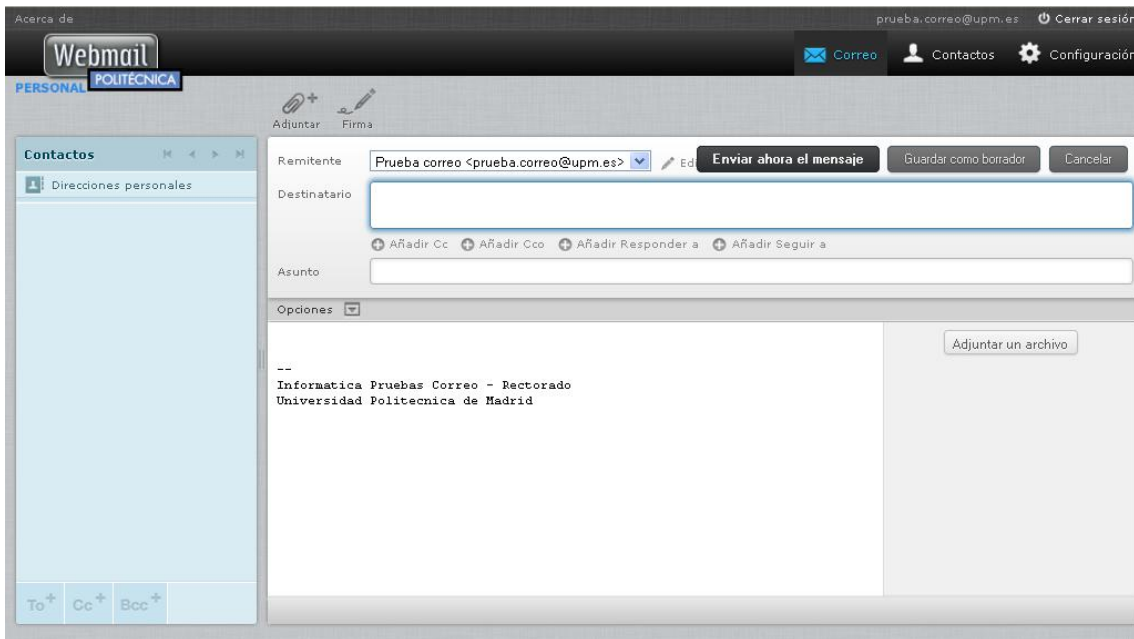 Acerca de
prueba.correo@upm.es Cerrar sesión
Webmail
POLITÉCNICA
Correo Contactos Configuración
PERSONAL
Adjuntar Firma
Contactos
Direcciones personales
Remitente Prueba correo <prueba.correo@upm.es> Edi Enviar ahora el mensaje Guardar como borrador Cancelar
Destinatario
Añadir Cc Añadir Cco Añadir Responder a Añadir Seguir a
Asunto
Opciones
Adjuntar un archivo
--
Informatica Pruebas Correo - Rectorado
Universidad Politecnica de Madrid
To+ Cc+ Bcc+